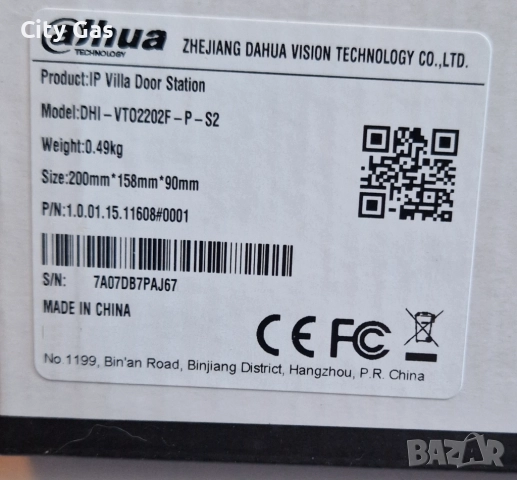 City Gas
alhua
TECHNOLOGY
ZHEJIANG DAHUA VISION TECHNOLOGY CO.,LTD.
Product:IP Villa Door Station
Model:DHI-VTO2202F-P-S2
Weight:0.49kg
Size:200mm*158mm*90mm
P/N:1.0.01.15.11608#0001
S/N: 7A07DB7PAJ67
MADE IN CHINA
CE FC
No 1199, Bin'an Road, Binjiang District, Hangzhou, P.R. China
BAZAR